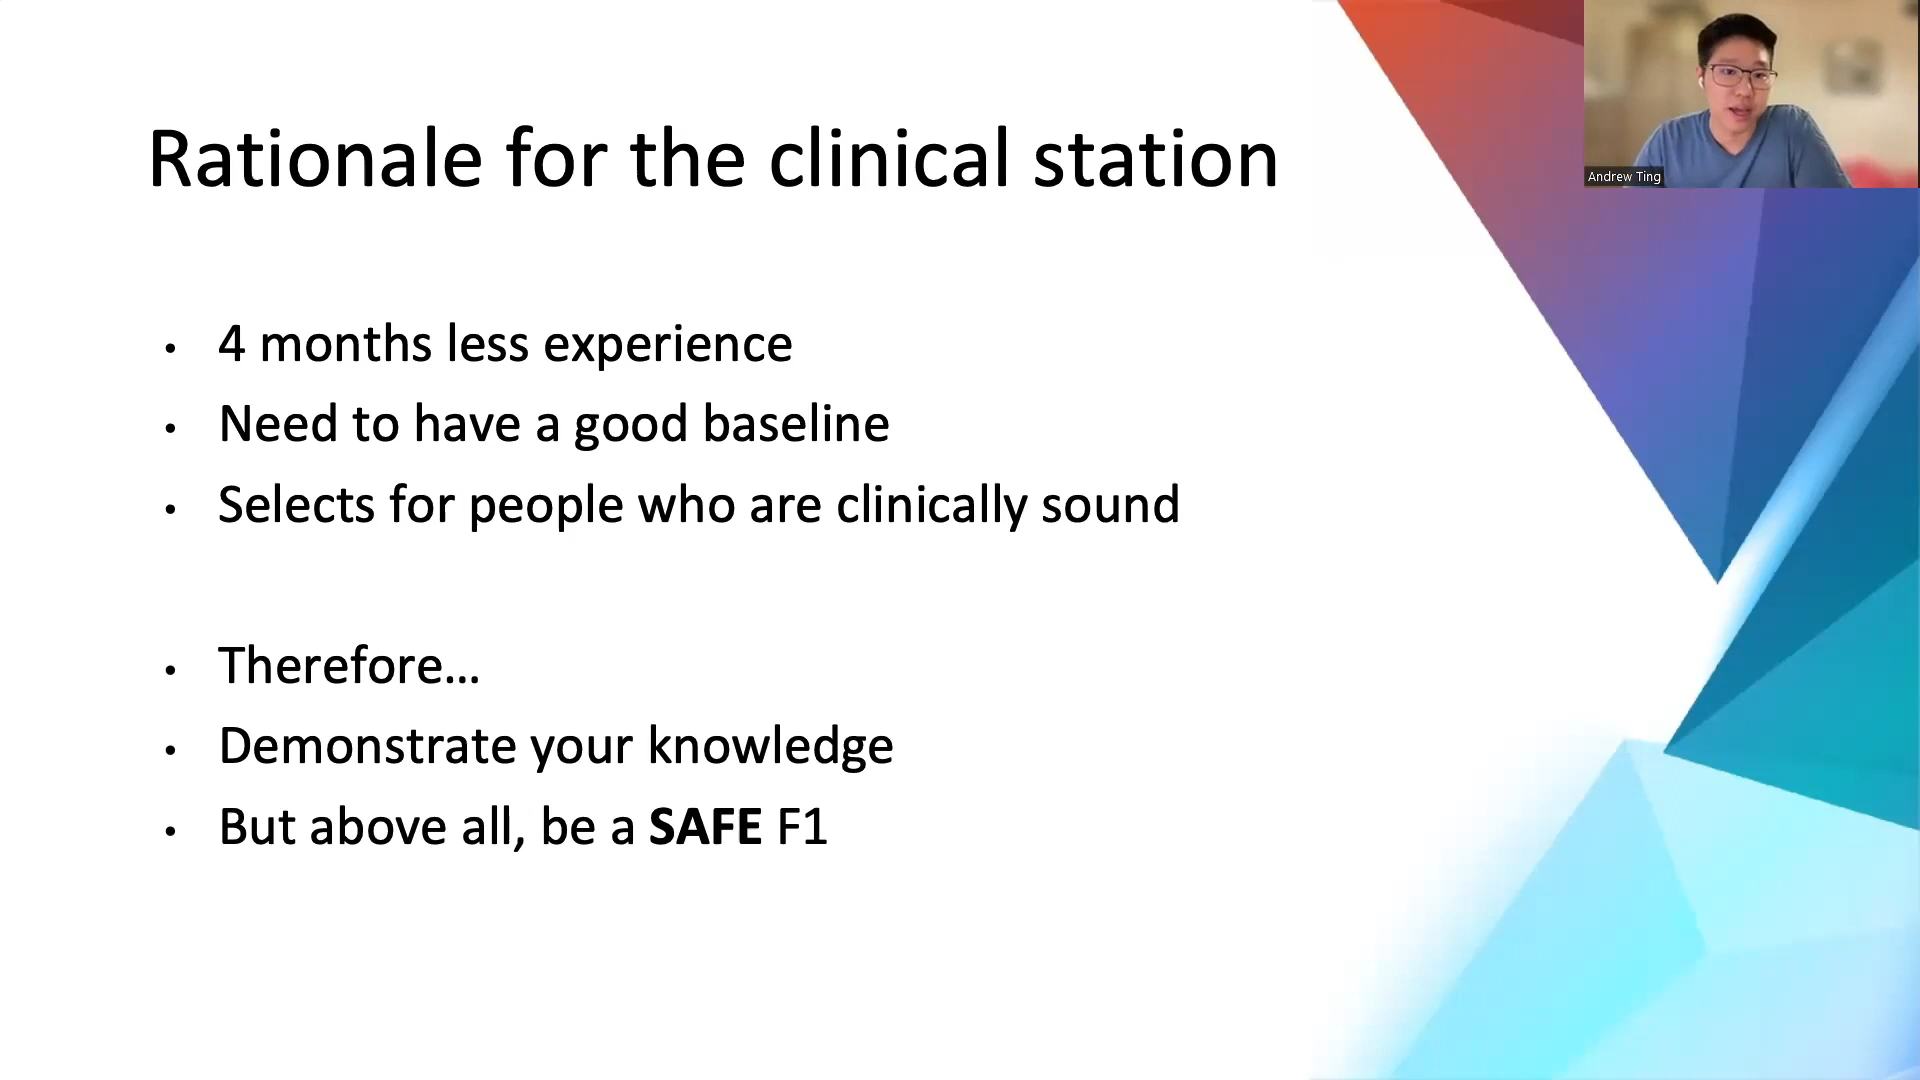 Andrew Ting
Rationale for the clinical station
• 4 months less experience
• Need to have a good baseline
• Selects for people who are clinically sound
• Therefore...
• Demonstrate your knowledge
• But above all, be a SAFE F1